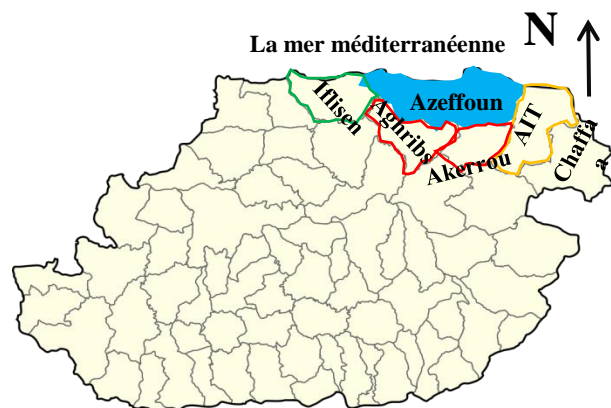 N
La mer méditerranéenne
Iflisen
Aghribs
Azeffoun
Akerrou
AIT
Chaffa
a